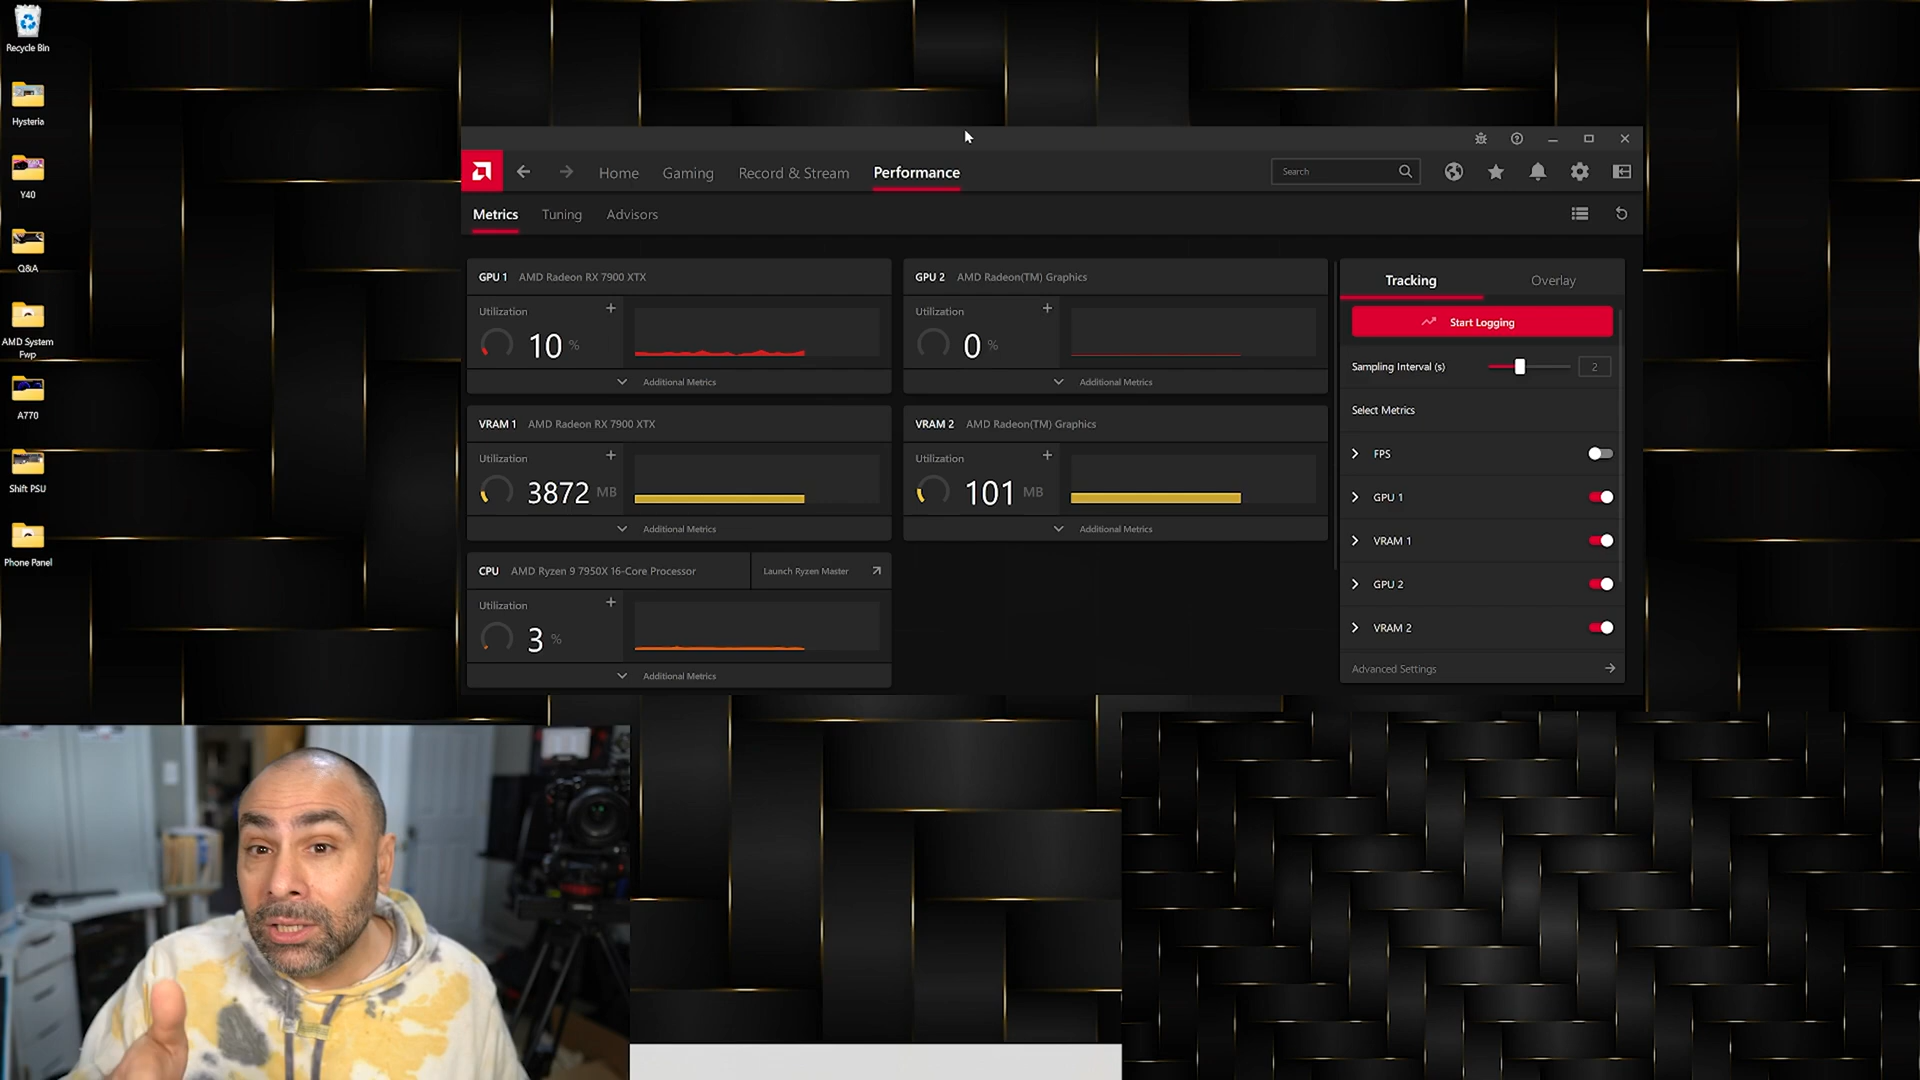 Recycle Bin
Hysteria
Y40
Q&A
AMD System
Fwp
A770
Shift PSU
Phone Panel
Home
Gaming
Record & Stream
Performance
Search
Metrics
Tuning
Advisors
GPU 1 AMD Radeon RX 7900 XTX
Utilization
10 %
Additional Metrics
GPU 2 AMD Radeon(TM) Graphics
Utilization
0 %
Additional Metrics
VRAM 1 AMD Radeon RX 7900 XTX
Utilization
3872 MB
Additional Metrics
VRAM 2 AMD Radeon(TM) Graphics
Utilization
101 MB
Additional Metrics
CPU AMD Ryzen 9 7950X 16-Core Processor
Launch Ryzen Master
Utilization
3 %
Additional Metrics
Tracking
Overlay
Start Logging
Sampling Interval (s)
2
Select Metrics
FPS
GPU 1
VRAM 1
GPU 2
VRAM 2
Advanced Settings